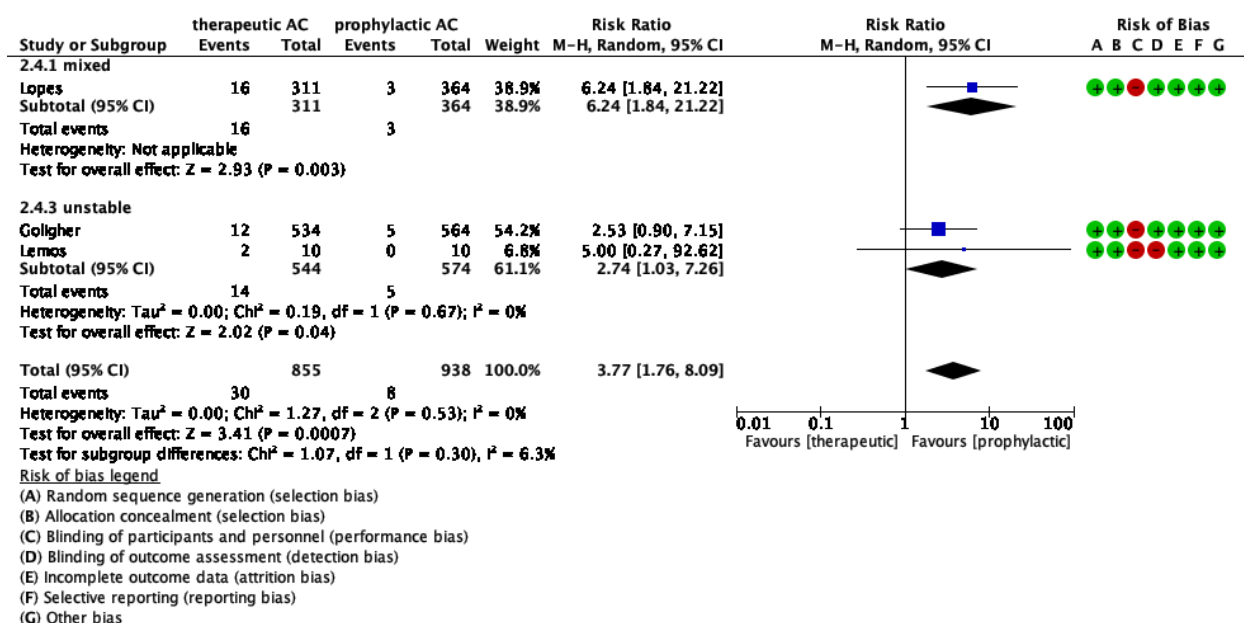 therapeutic AC prophylactic AC Risk Ratio Risk Ratio Risk of Bias
Study or Subgroup Events Total Events Total Weight M-H, Random, 95% CI M-H, Random, 95% CI A B C D E F G
2.4.1 mixed
Lopes 16 311 3 364 38.9% 6.24 [1.84, 21.22] + + - + + + +
Subtotal (95% CI) 311 364 38.9% 6.24 [1.84, 21.22]
Total events 16 3
Heterogeneity: Not applicable
Test for overall effect: Z = 2.93 (P = 0.003)
2.4.3 unstable
Goligher 12 534 5 564 54.2% 2.53 [0.90, 7.15] + + - + + + +
Lemos 2 10 0 10 6.8% 5.00 [0.27, 92.62] + + - - + + +
Subtotal (95% CI) 544 574 61.1% 2.74 [1.03, 7.26]
Total events 14 5
Heterogeneity: Tau² = 0.00; Chi² = 0.19, df = 1 (P = 0.67); I² = 0%
Test for overall effect: Z = 2.02 (P = 0.04)
Total (95% CI) 855 938 100.0% 3.77 [1.76, 8.09]
Total events 30 8
Heterogeneity: Tau² = 0.00; Chi² = 1.27, df = 2 (P = 0.53); I² = 0%
Test for overall effect: Z = 3.41 (P = 0.0007)
Test for subgroup differences: Chi² = 1.07, df = 1 (P = 0.30), I² = 6.3%
0.01 0.1 1 10 100
Favours [therapeutic] Favours [prophylactic]
Risk of bias legend
(A) Random sequence generation (selection bias)
(B) Allocation concealment (selection bias)
(C) Blinding of participants and personnel (performance bias)
(D) Blinding of outcome assessment (detection bias)
(E) Incomplete outcome data (attrition bias)
(F) Selective reporting (reporting bias)
(G) Other bias